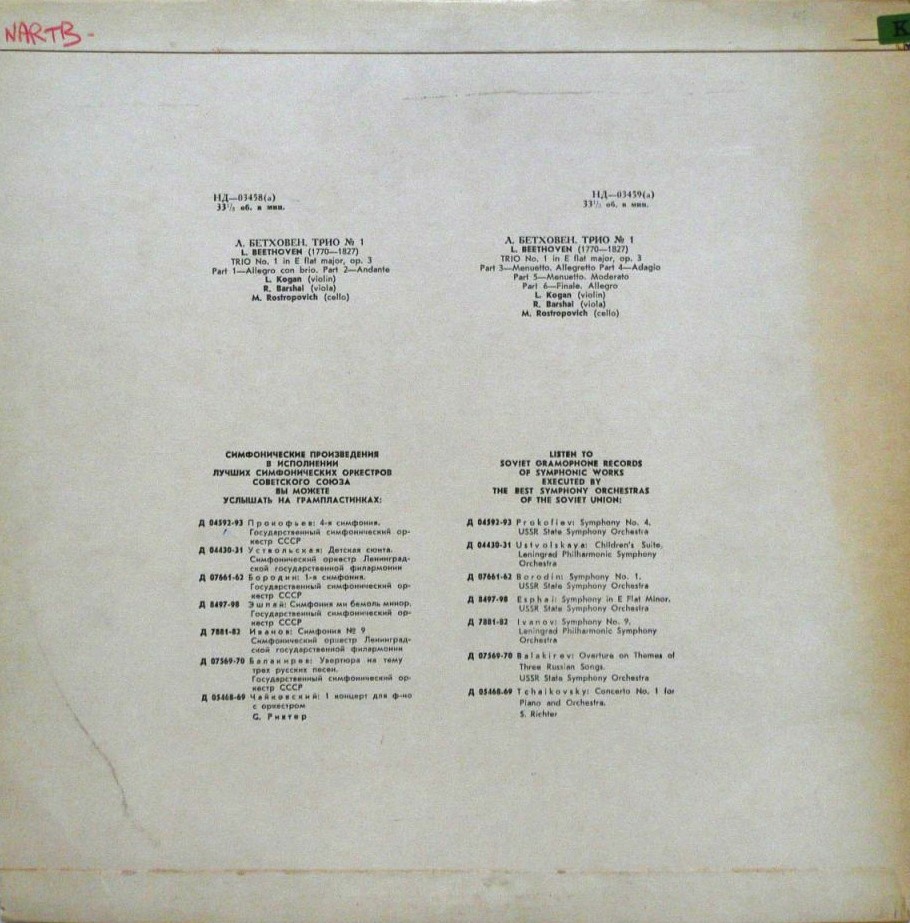 NARTB-
K
НД—03458(а)
33⅓ об. в мин.
Л. БЕТХОВЕН. ТРИО № 1
L. BEETHOVEN (1770—1827)
TRIO No. 1 in E flat major, op. 3
Part 1—Allegro con brio. Part 2—Andante
L. Kogan (violin)
R. Barshai (viola)
M. Rostropovich (cello)
НД—03459(а)
33⅓ об. в мин.
Л. БЕТХОВЕН. ТРИО № 1
L. BEETHOVEN (1770—1827)
TRIO No. 1 in E flat major, op. 3
Part 3—Menuetto. Allegretto Part 4—Adagio
Part 5—Menuetto. Moderato
Part 6—Finale. Allegro
L. Kogan (violin)
R. Barshai (viola)
M. Rostropovich (cello)
СИМФОНИЧЕСКИЕ ПРОИЗВЕДЕНИЯ
В ИСПОЛНЕНИИ
ЛУЧШИХ СИМФОНИЧЕСКИХ ОРКЕСТРОВ
СОВЕТСКОГО СОЮЗА
ВЫ МОЖЕТЕ
УСЛЫШАТЬ НА ГРАМПЛАСТИНКАХ:
Д 04592-93 Прокофьев: 4-я симфония.
Государственный симфонический ор-
кестр СССР
Д 04430-31 Уствольская: Детская сюита.
Симфонический оркестр Ленинград-
ской государственной филармонии
Д 07661-62 Бородин: 1-я симфония.
Государственный симфонический ор-
кестр СССР
Д 8497-98 Эшпай: Симфония ми бемоль минор.
Государственный симфонический ор-
кестр СССР
Д 7881-82 Иванов: Симфония № 9
Симфонический оркестр Ленинград-
ской государственной филармонии
Д 07569-70 Балакирев: Увертюра на тему
трех русских песен.
Государственный симфонический ор-
кестр СССР
Д 05468-69 Чайковский: 1 концерт для ф-но
с оркестром
С. Рихтер
LISTEN TO
SOVIET GRAMOPHONE RECORDS
OF SYMPHONIC WORKS
EXECUTED BY
THE BEST SYMPHONY ORCHESTRAS
OF THE SOVIET UNION:
Д 04592-93 Prokofiev: Symphony No. 4.
USSR State Symphony Orchestra
Д 04430-31 Ustvolskaya: Children's Suite.
Leningrad Philharmonic Symphony
Orchestra
Д 07661-62 Borodin: Symphony No. 1.
USSR State Symphony Orchestra
Д 8497-98 Esphai: Symphony in E Flat Minor.
USSR State Symphony Orchestra
Д 7881-82 Ivanov: Symphony No. 9.
Leningrad Philharmonic Symphony
Orchestra
Д 07569-70 Balakirev: Overture on Themes of
Three Russian Songs.
USSR State Symphony Orchestra
Д 05468-69 Tchaikovsky: Concerto No. 1 for
Piano and Orchestra.
S. Richter